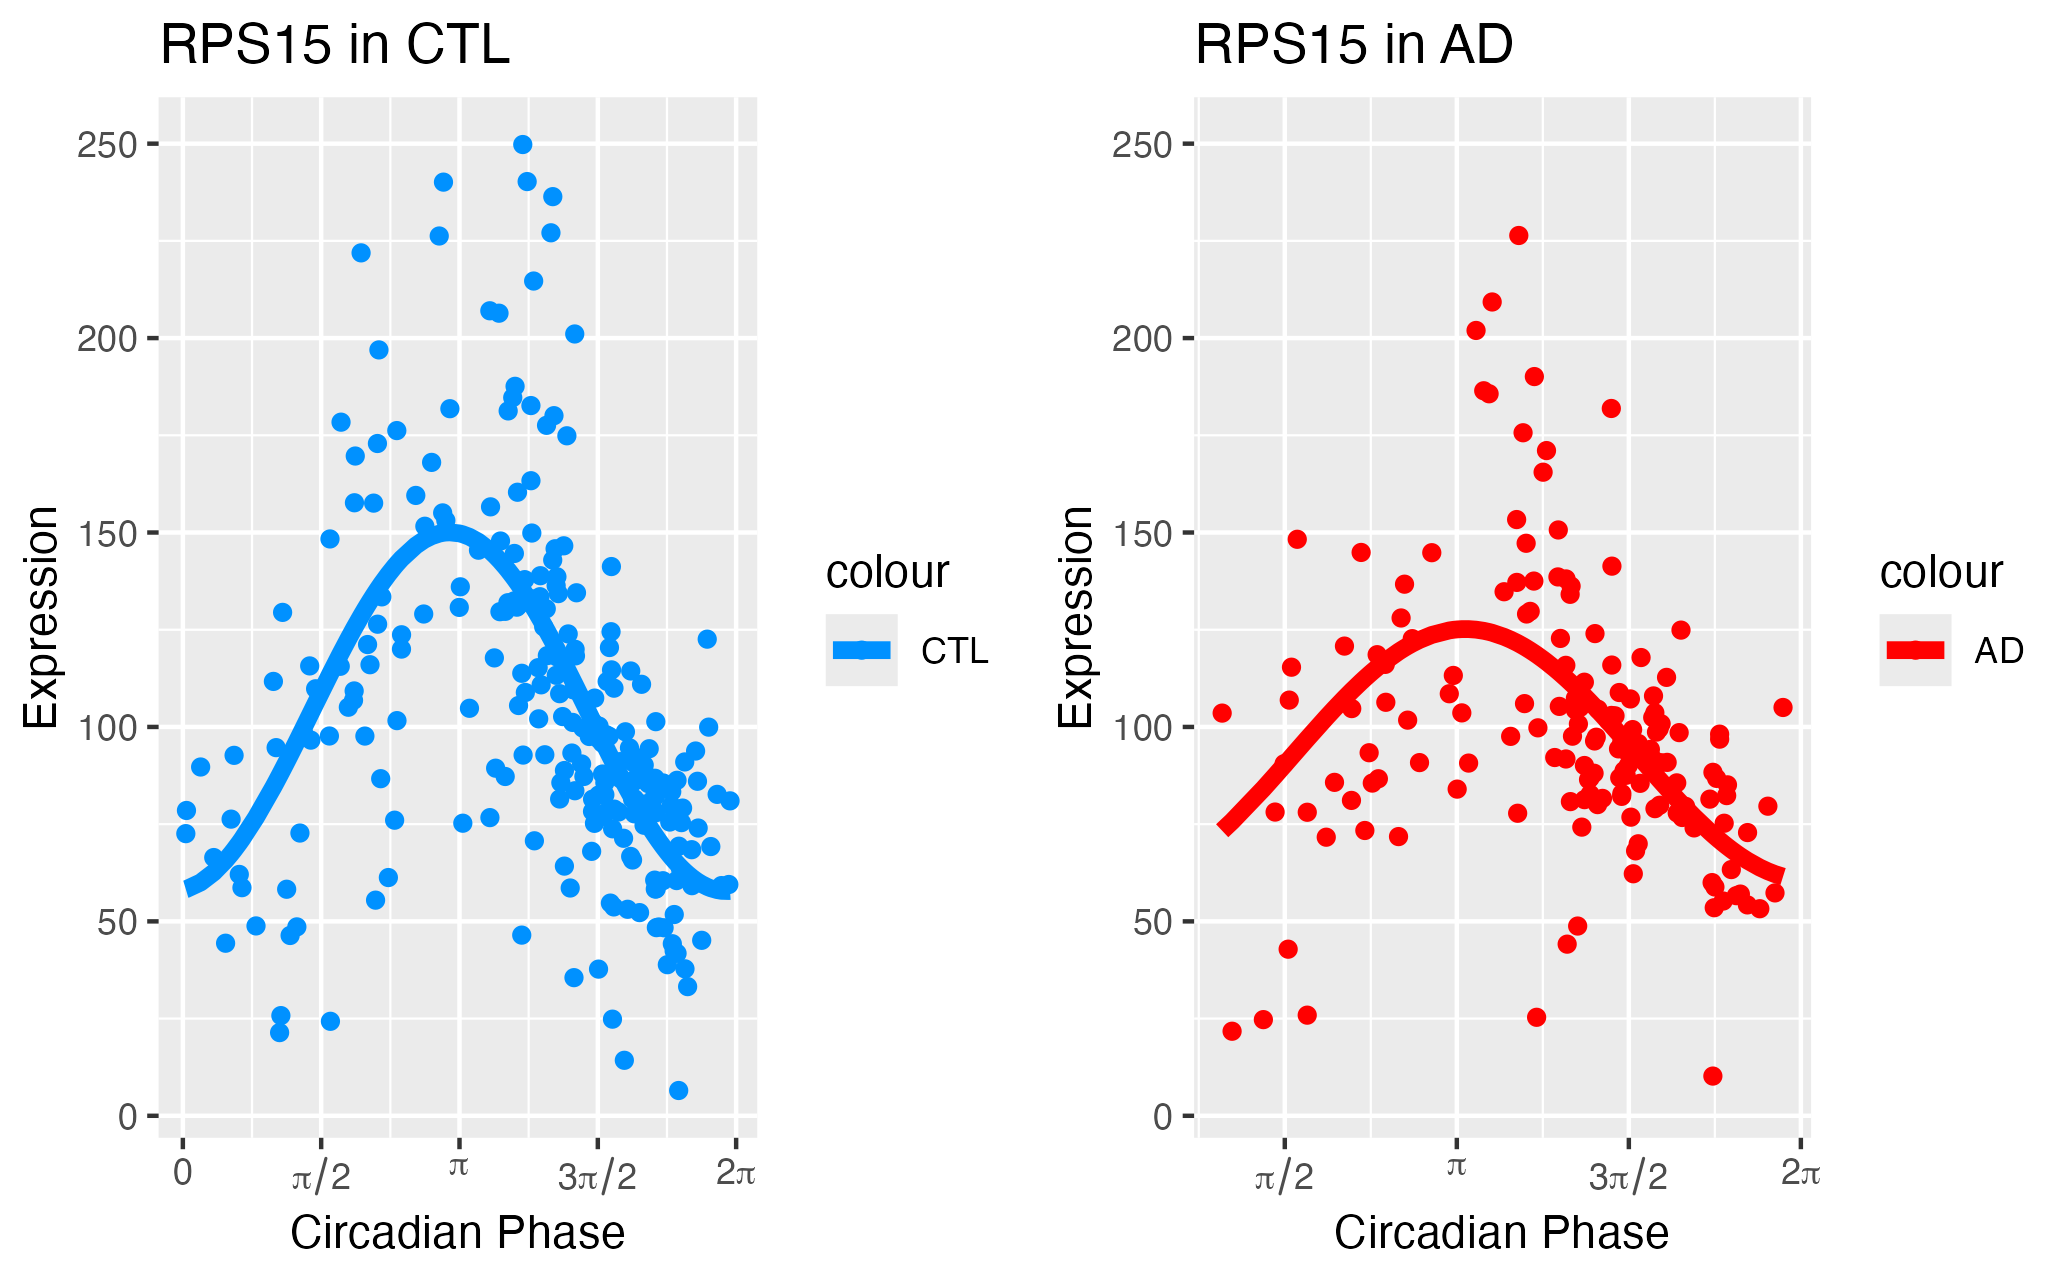 RPS15 in CTL
250
200
150
100
50
0
Expression
0
π/2
π
3π/2
2π
Circadian Phase
colour
CTL
RPS15 in AD
250
200
150
100
50
0
Expression
π/2
π
3π/2
2π
Circadian Phase
colour
AD